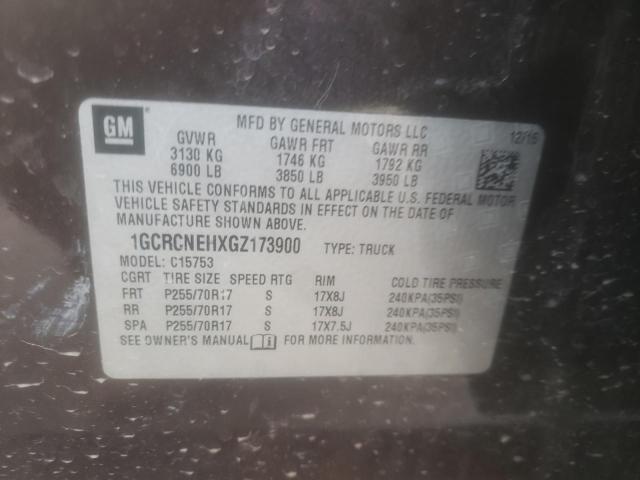 GM
MFD BY GENERAL MOTORS LLC 12/15
GVWR GAWR FRT GAWR RR
3130 KG 1746 KG 1792 KG
6900 LB 3850 LB 3950 LB
THIS VEHICLE CONFORMS TO ALL APPLICABLE U.S. FEDERAL MOTOR
VEHICLE SAFETY STANDARDS IN EFFECT ON THE DATE OF
MANUFACTURE SHOWN ABOVE.
1GCRCNEHXGZ173900 TYPE: TRUCK
MODEL: C15753
CGRT TIRE SIZE SPEED RTG RIM COLD TIRE PRESSURE
FRT P255/70R17 S 17X8J 240KPA(35PSI)
RR P255/70R17 S 17X8J 240KPA(35PSI)
SPA P255/70R17 S 17X7.5J 240KPA(35PSI)
SEE OWNER'S MANUAL FOR MORE INFORMATION.